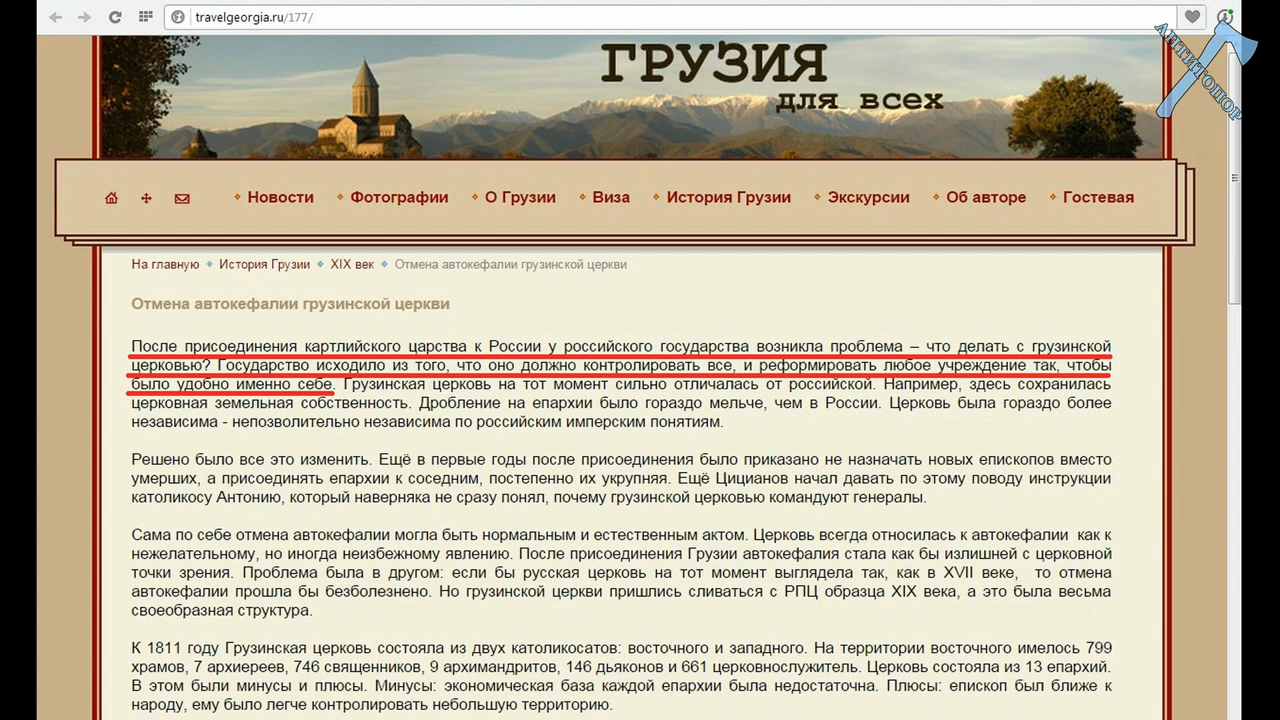 travelgeorgia.ru/177/
АНТИТОПОР
ГРУЗИЯ
для всех
Новости
Фотографии
О Грузии
Виза
История Грузии
Экскурсии
Об авторе
Гостевая
На главную
История Грузии
XIX век
Отмена автокефалии грузинской церкви
Отмена автокефалии грузинской церкви
После присоединения картлийского царства к России у российского государства возникла проблема – что делать с грузинской
церковью? Государство исходило из того, что оно должно контролировать все, и реформировать любое учреждение так, чтобы
было удобно именно себе. Грузинская церковь на тот момент сильно отличалась от российской. Например, здесь сохранилась
церковная земельная собственность. Дробление на епархии было гораздо мельче, чем в России. Церковь была гораздо более
независима - непозволительно независима по российским имперским понятиям.
Решено было все это изменить. Ещё в первые годы после присоединения было приказано не назначать новых епископов вместо
умерших, а присоединять епархии к соседним, постепенно их укрупняя. Ещё Цицианов начал давать по этому поводу инструкции
католикосу Антонию, который наверняка не сразу понял, почему грузинской церковью командуют генералы.
Сама по себе отмена автокефалии могла быть нормальным и естественным актом. Церковь всегда относилась к автокефалии как к
нежелательному, но иногда неизбежному явлению. После присоединения Грузии автокефалия стала как бы излишней с церковной
точки зрения. Проблема была в другом: если бы русская церковь на тот момент выглядела так, как в XVII веке, то отмена
автокефалии прошла бы безболезнено. Но грузинской церкви пришлись сливаться с РПЦ образца XIX века, а это была весьма
своеобразная структура.
К 1811 году Грузинская церковь состояла из двух католикосатов: восточного и западного. На территории восточного имелось 799
храмов, 7 архиереев, 746 священников, 9 архимандритов, 146 дьяконов и 661 церковнослужитель. Церковь состояла из 13 епархий.
В этом были минусы и плюсы. Минусы: экономическая база каждой епархии была недостаточна. Плюсы: епископ был ближе к
народу, ему было легче контролировать небольшую территорию.